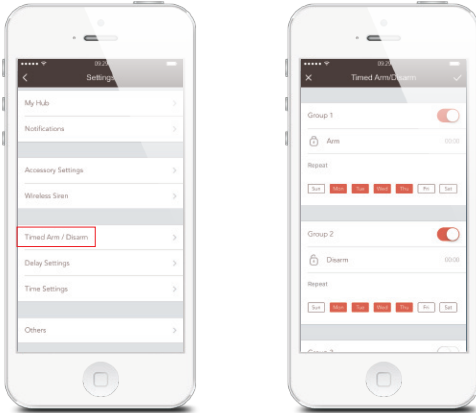 09:29
Settings
My Hub
Notifications
Accessory Settings
Wireless Siren
Timed Arm / Disarm
Delay Settings
Time Settings
Others
09:29
Timed Arm/Disarm
Group 1
Arm
00:00
Repeat
Sun Mon Tue Wed Thu Fri Sat
Group 2
Disarm
00:00
Repeat
Sun Mon Tue Wed Thu Fri Sat